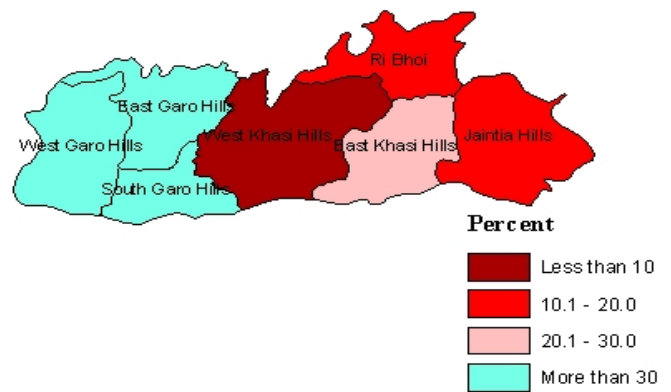 Ri Bhoi
East Garo Hills
West Khasi Hills
West Garo Hills
East Khasi Hills
Jaintia Hills
South Garo Hills
Percent
Less than 10
10.1 - 20.0
20.1 - 30.0
More than 30